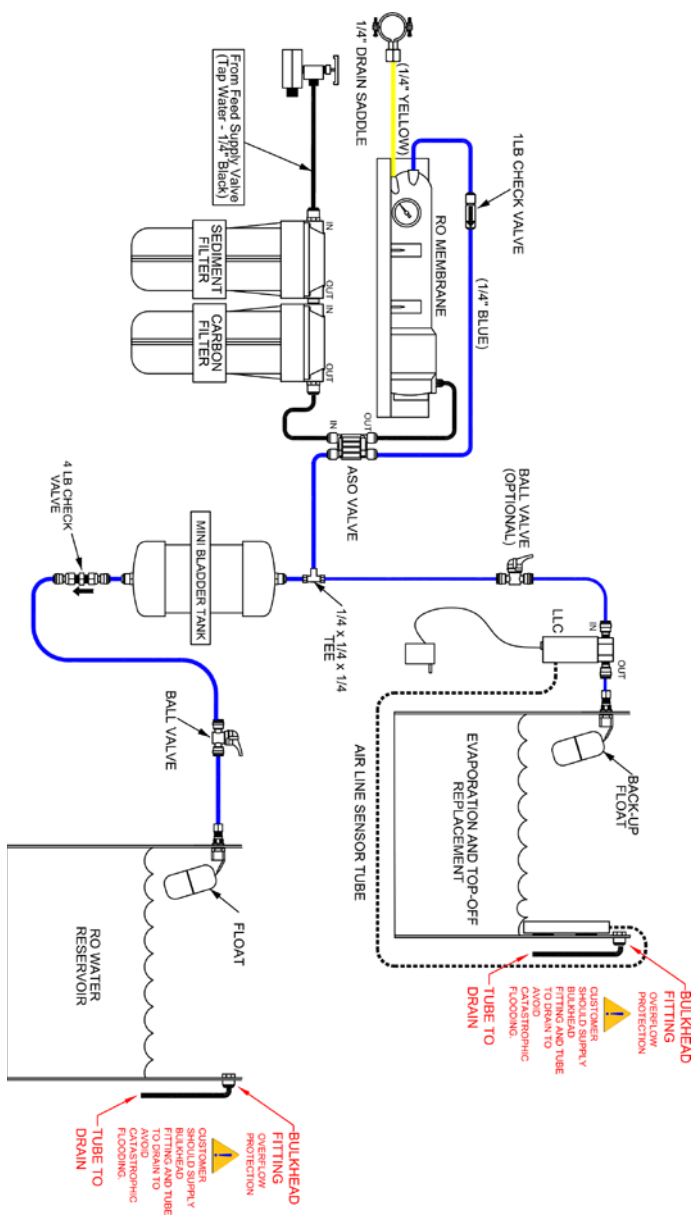 1/4" DRAIN SADDLE
(1/4" YELLOW)
1LB CHECK VALVE
(1/4" BLUE)
RO MEMBRANE
From Feed Supply Valve
(Tap Water - 1/4" Black)
IN
OUT
IN
OUT
SEDIMENT
FILTER
CARBON
FILTER
OUT
IN
ASO VALVE
BALL VALVE
(OPTIONAL)
LLC
IN
OUT
BACK-UP
FLOAT
EVAPORATION AND TOP-OFF
REPLACEMENT
AIR LINE SENSOR TUBE
BULKHEAD
FITTING
OVERFLOW
PROTECTION
!
CUSTOMER
SHOULD SUPPLY
BULKHEAD
FITTING AND TUBE
TO DRAIN TO
AVOID
CATASTROPHIC
FLOODING.
TUBE TO
DRAIN
1/4 x 1/4 x 1/4
TEE
MINI BLADDER TANK
4 LB CHECK
VALVE
BALL VALVE
FLOAT
RO WATER
RESERVOIR
BULKHEAD
FITTING
OVERFLOW
PROTECTION
!
CUSTOMER
SHOULD SUPPLY
BULKHEAD
FITTING AND TUBE
TO DRAIN TO
AVOID
CATASTROPHIC
FLOODING.
TUBE TO
DRAIN